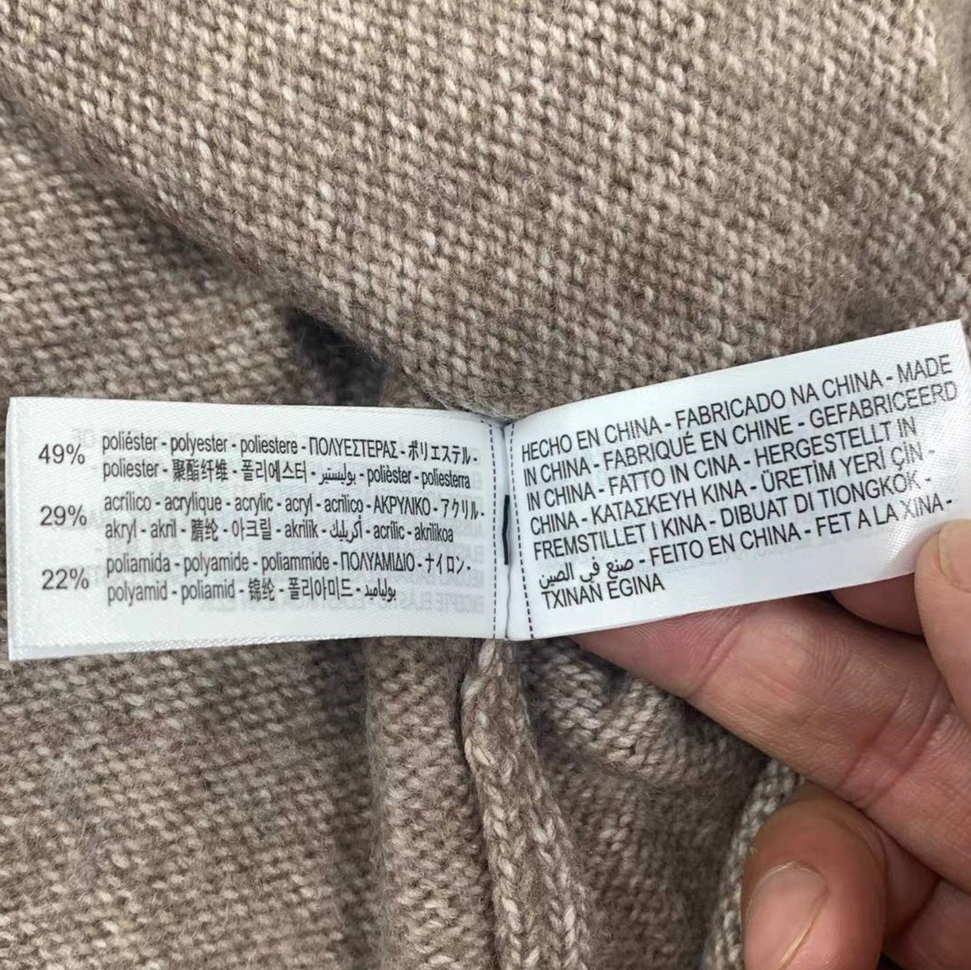 49% poliéster - polyester - poliestere - ΠΟΛΥΕΣΤΕΡΑΣ - ポリエステル -
poliester - 聚酯纤维 - 폴리에스터 - بوليستير - polièster - poliesterra
29% acrílico - acrylique - acrylic - acryl - acrilico - ΑΚΡΥΛΙΚΟ - アクリル -
akryl - akril - 腈纶 - 아크릴 - akrilik - أكريليك - acrílic - akrilikoa
22% poliamida - polyamide - poliammide - ΠΟΛΥΑΜΙΔΙΟ - ナイロン -
polyamid - poliamid - 锦纶 - 폴리아미드 - بولياميد
HECHO EN CHINA - FABRICADO NA CHINA - MADE
IN CHINA - FABRIQUÉ EN CHINE - GEFABRICEERD
IN CHINA - FATTO IN CINA - HERGESTELLT IN
CHINA - ΚΑΤΑΣΚΕΥΗ ΚΙΝΑ - ÜRETİM YERİ ÇİN -
FREMSTILLET I KINA - DIBUAT DI TIONGKOK -
صنع في الصين - FEITO EN CHINA - FET A LA XINA -
TXINAN EGINA